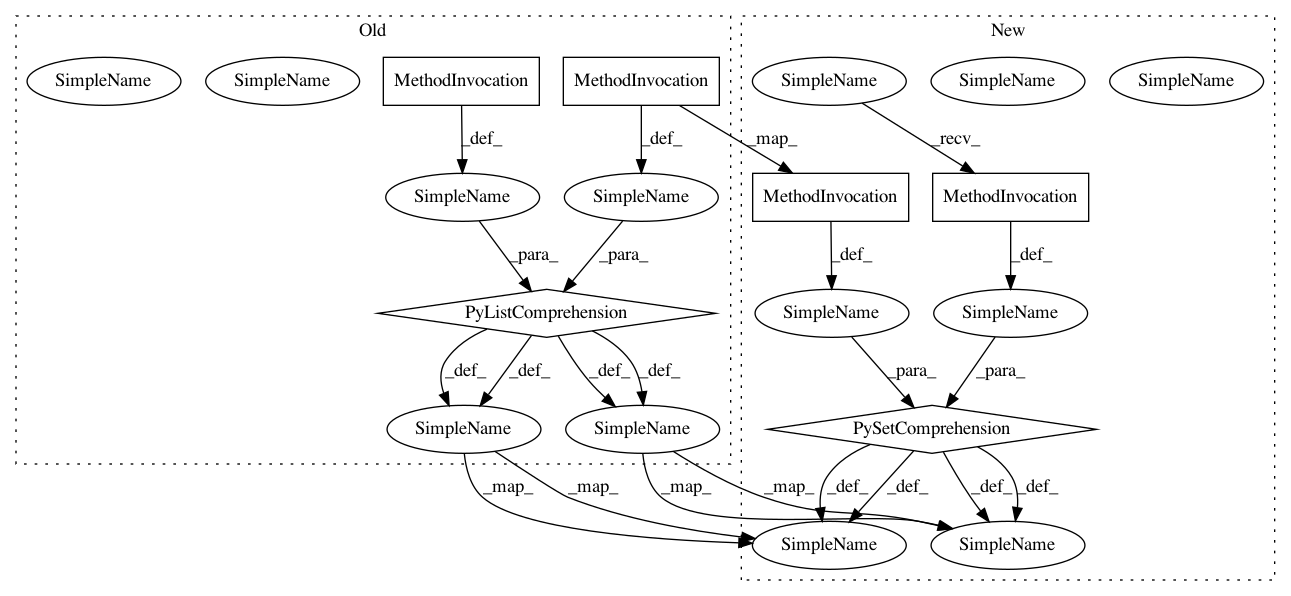 Old
New
SimpleName
SimpleName
MethodInvocation
MethodInvocation
SimpleName
SimpleName
SimpleName
_def_
_def_
_map_
_recv_
SimpleName
SimpleName
MethodInvocation
MethodInvocation
_para_
_para_
_def_
_def_
PyListComprehension
SimpleName
SimpleName
_def_
_def_
_def_
_def_
_para_
_para_
SimpleName
SimpleName
PySetComprehension
_map_
_map_
_map_
_map_
_def_
_def_
_def_
_def_
SimpleName
SimpleName